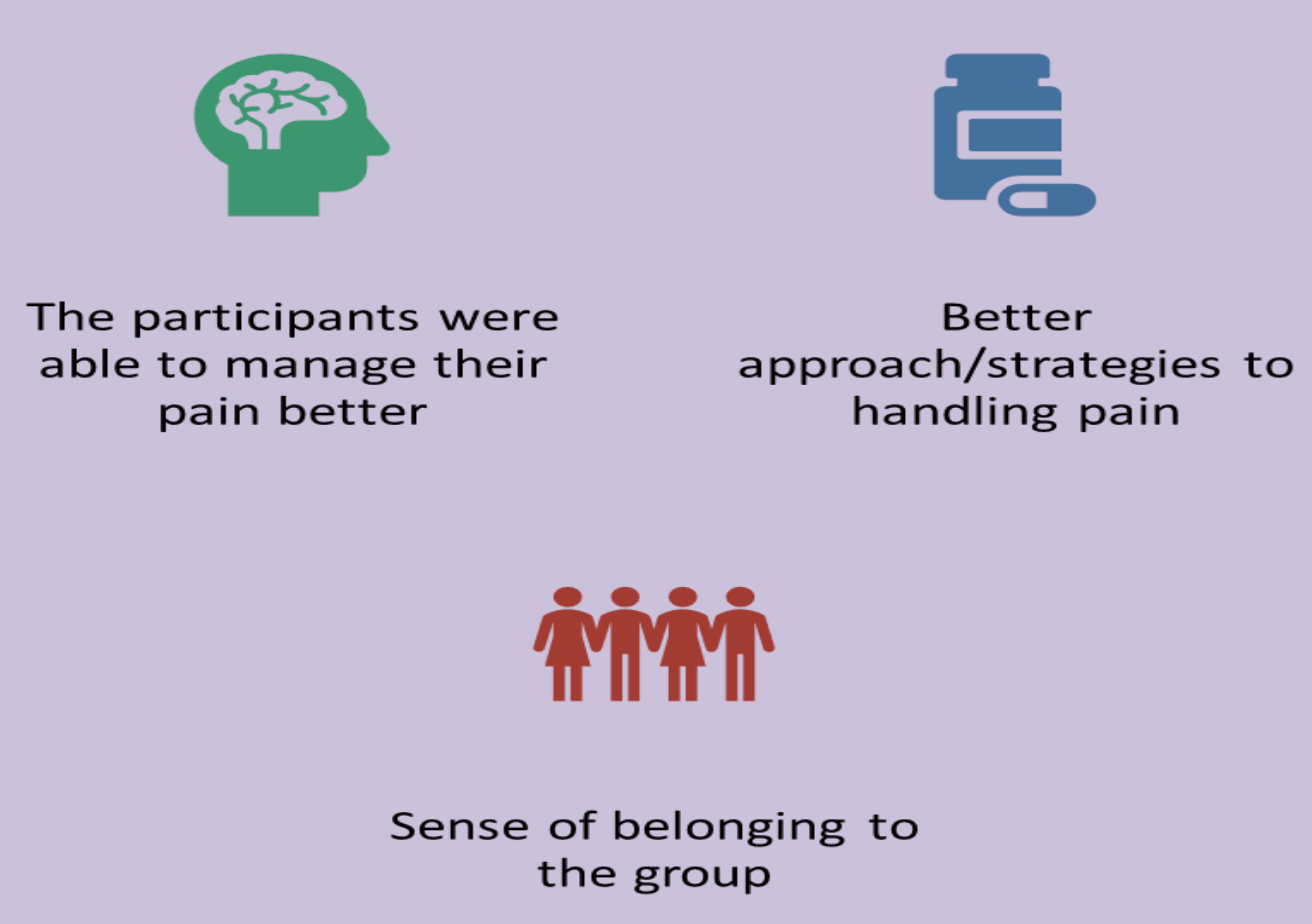 The participants were
able to manage their
pain better
Better
approach/strategies to
handling pain
Sense of belonging to
the group